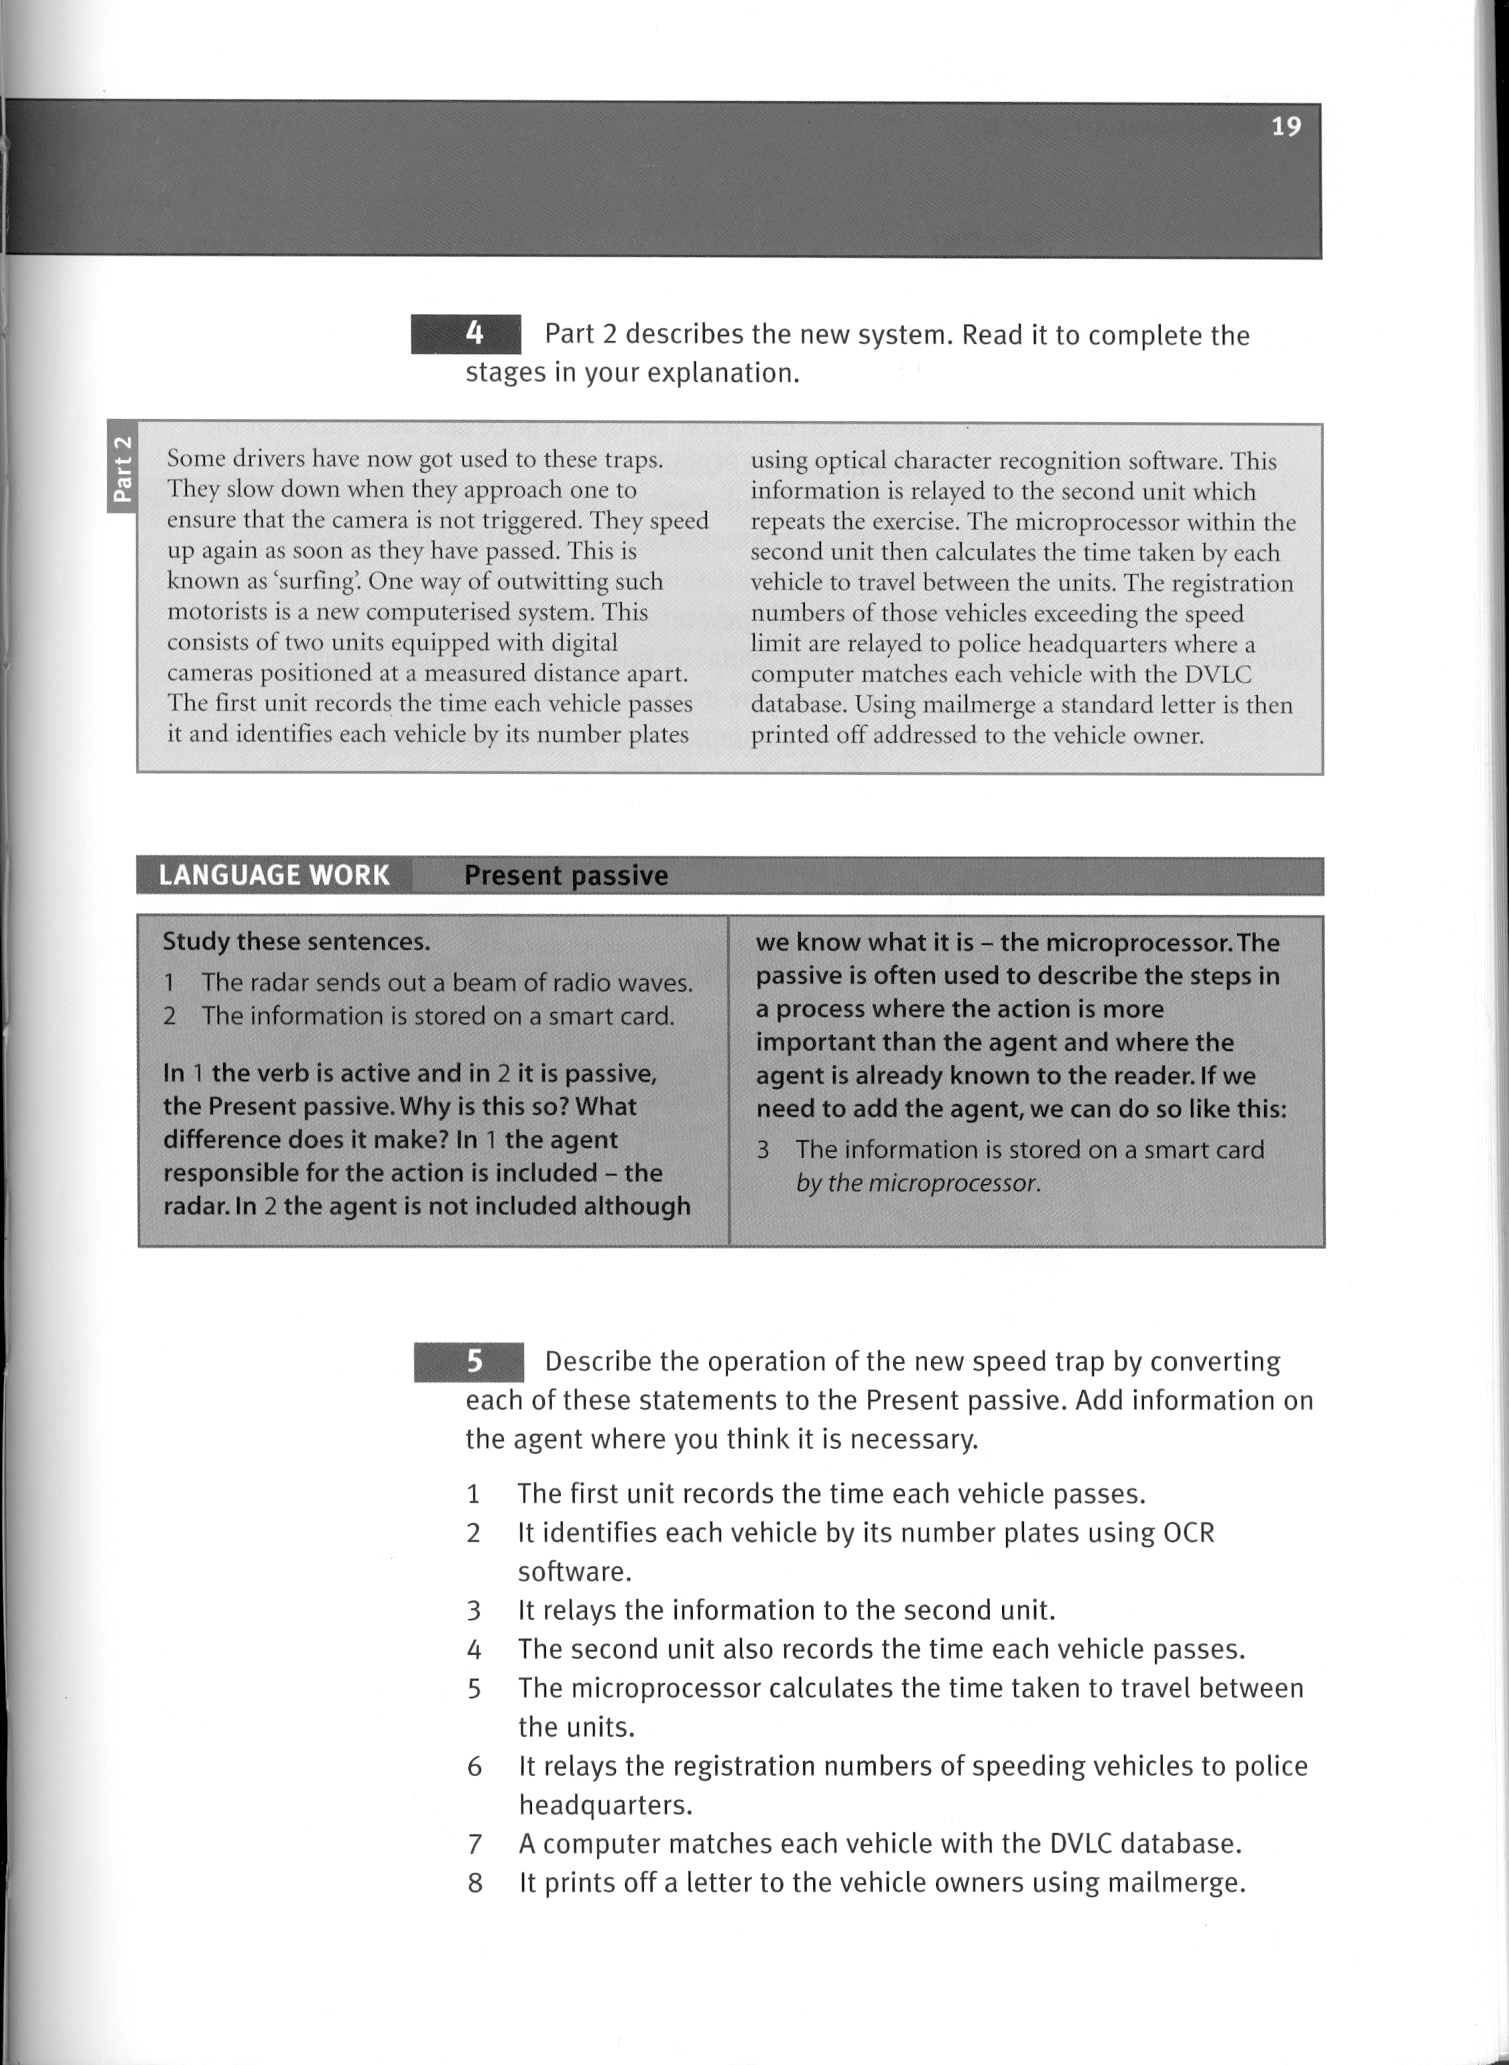 19
4 Part 2 describes the new system. Read it to complete the
stages in your explanation.
Part 2
Some drivers have now got used to these traps.
They slow down when they approach one to
ensure that the camera is not triggered. They speed
up again as soon as they have passed. This is
known as ‘surfing’. One way of outwitting such
motorists is a new computerised system. This
consists of two units equipped with digital
cameras positioned at a measured distance apart.
The first unit records the time each vehicle passes
it and identifies each vehicle by its number plates
using optical character recognition software. This
information is relayed to the second unit which
repeats the exercise. The microprocessor within the
second unit then calculates the time taken by each
vehicle to travel between the units. The registration
numbers of those vehicles exceeding the speed
limit are relayed to police headquarters where a
computer matches each vehicle with the DVLC
database. Using mailmerge a standard letter is then
printed off addressed to the vehicle owner.
LANGUAGE WORK Present passive
Study these sentences.
1 The radar sends out a beam of radio waves.
2 The information is stored on a smart card.
In 1 the verb is active and in 2 it is passive,
the Present passive. Why is this so? What
difference does it make? In 1 the agent
responsible for the action is included – the
radar. In 2 the agent is not included although
we know what it is – the microprocessor. The
passive is often used to describe the steps in
a process where the action is more
important than the agent and where the
agent is already known to the reader. If we
need to add the agent, we can do so like this:
3 The information is stored on a smart card
by the microprocessor.
5 Describe the operation of the new speed trap by converting
each of these statements to the Present passive. Add information on
the agent where you think it is necessary.
1 The first unit records the time each vehicle passes.
2 It identifies each vehicle by its number plates using OCR
software.
3 It relays the information to the second unit.
4 The second unit also records the time each vehicle passes.
5 The microprocessor calculates the time taken to travel between
the units.
6 It relays the registration numbers of speeding vehicles to police
headquarters.
7 A computer matches each vehicle with the DVLC database.
8 It prints off a letter to the vehicle owners using mailmerge.